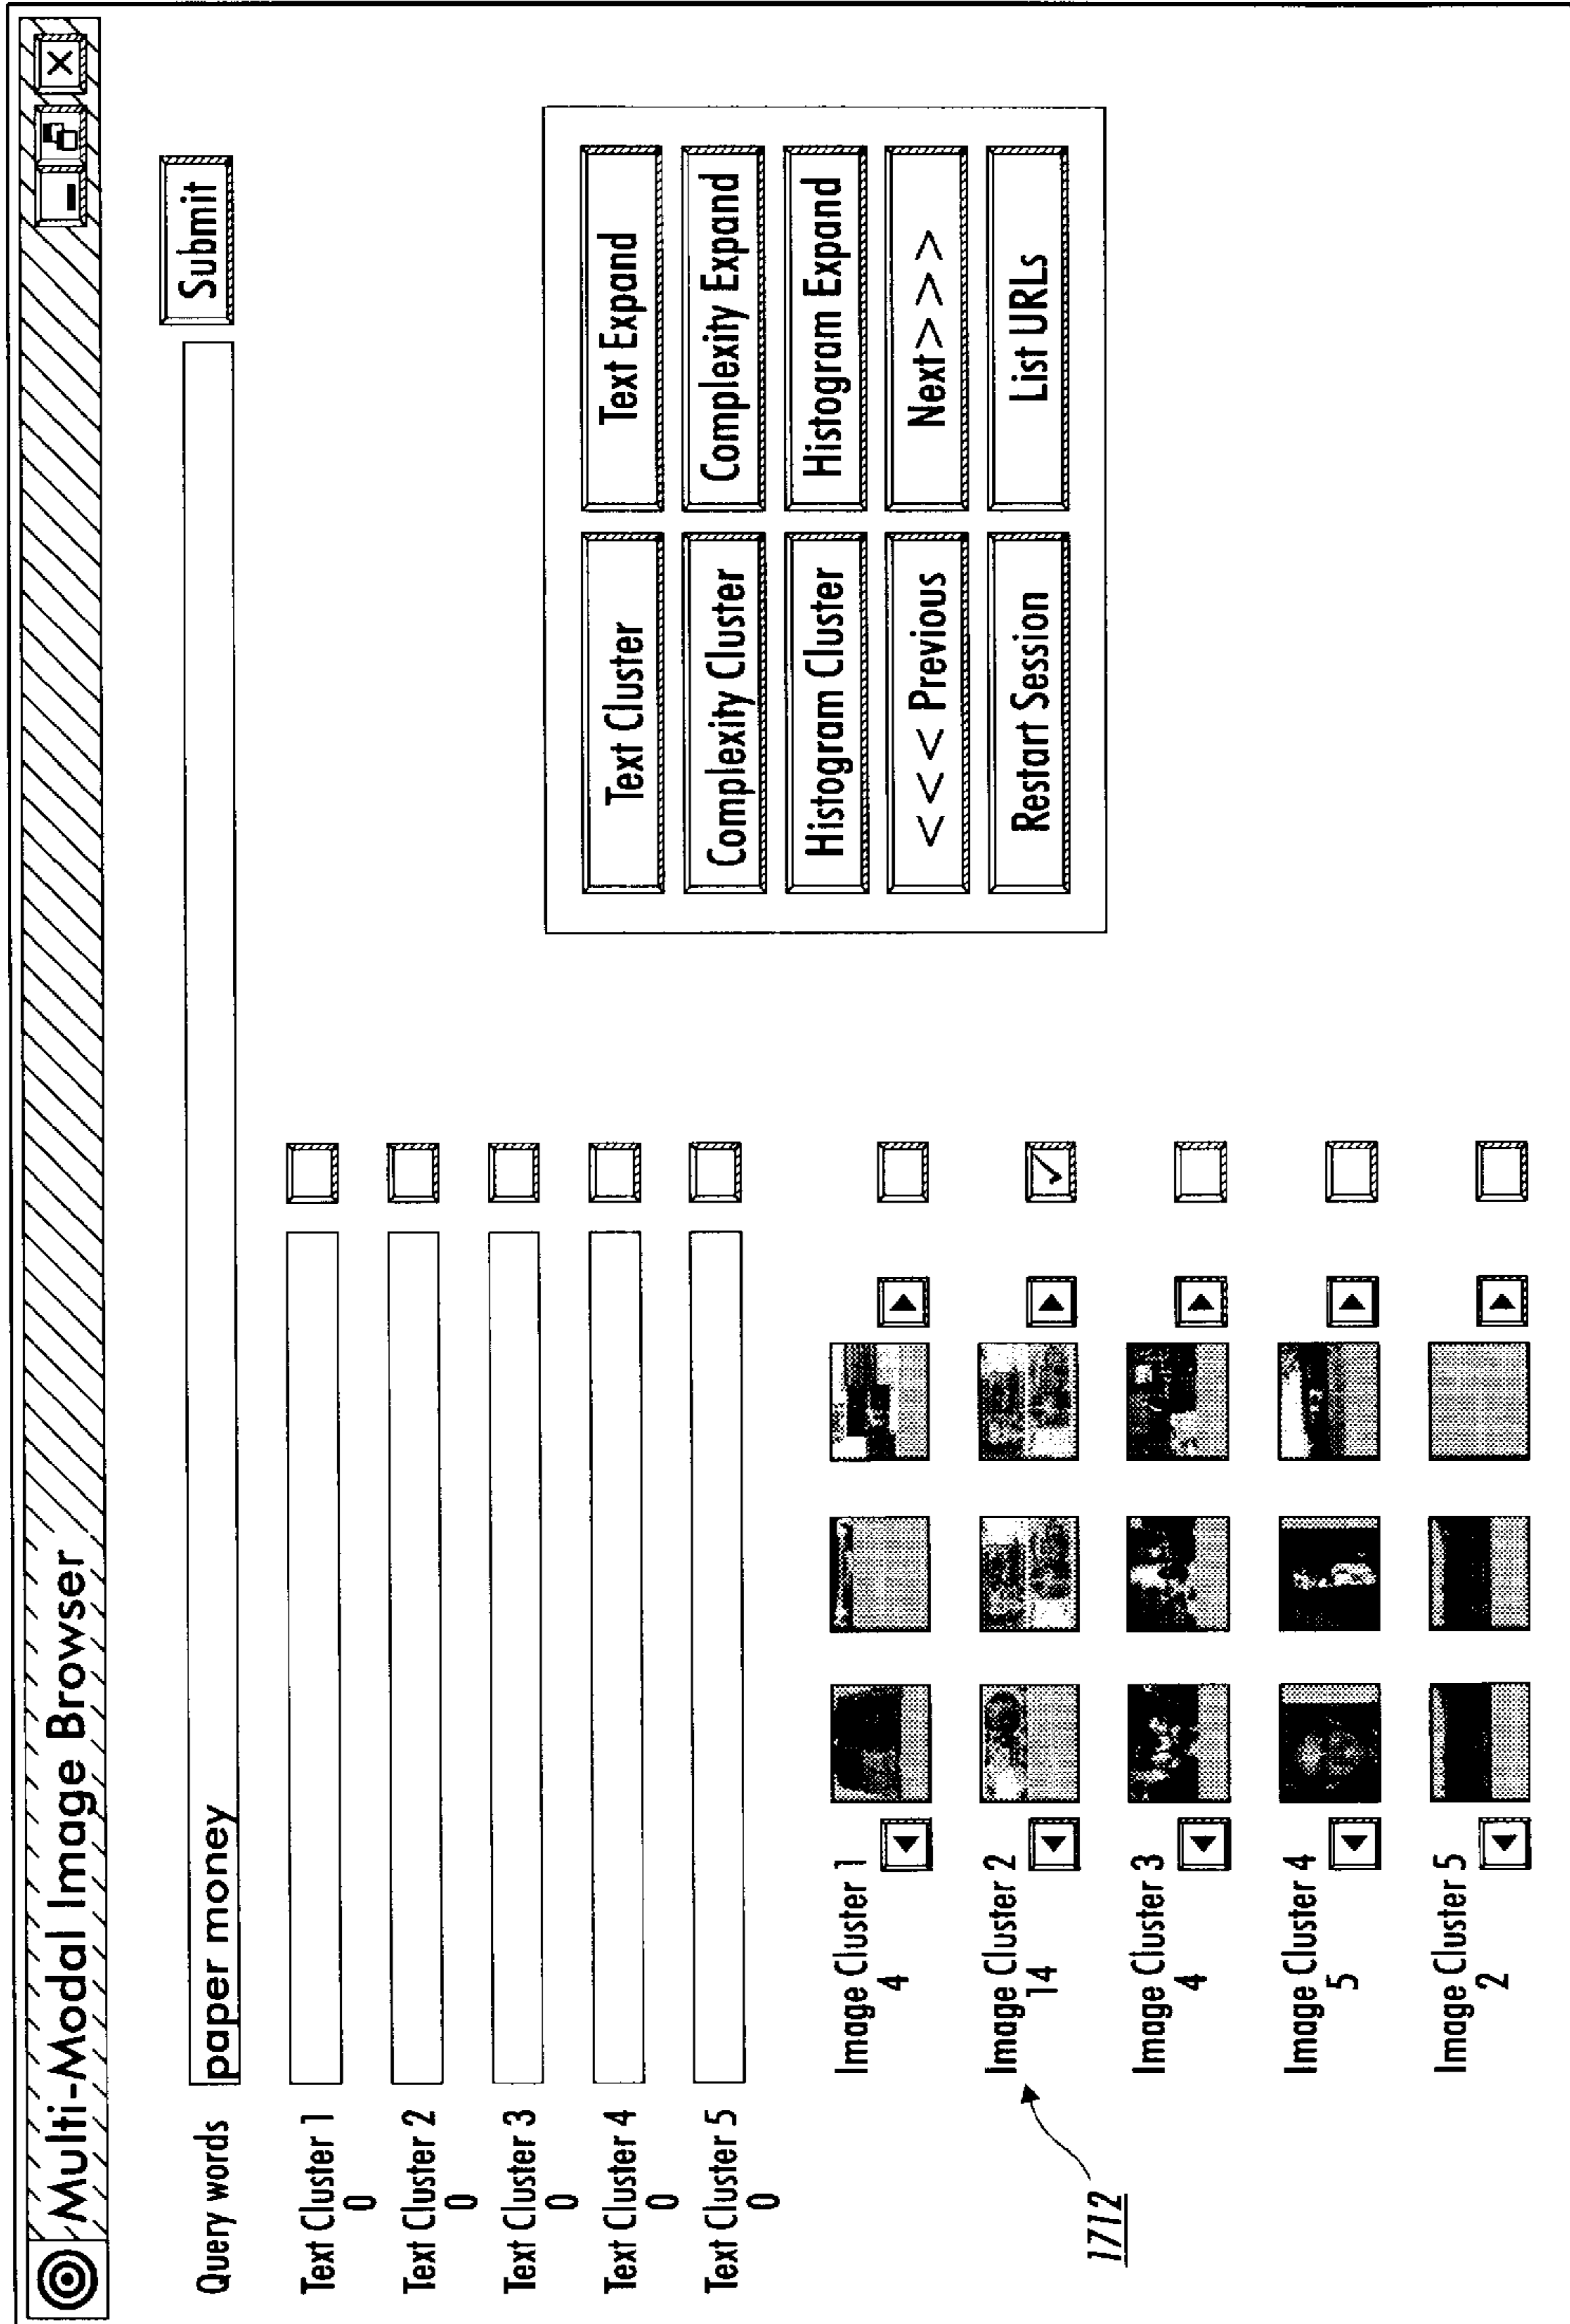 Multi-Modal Image Browser
Query words paper money Submit
Text Cluster 1
0
Text Cluster 2
0
Text Cluster 3
0
Text Cluster 4
0
Text Cluster 5
0
Text Cluster Text Expand
Complexity Cluster Complexity Expand
Histogram Cluster Histogram Expand
<<< Previous Next>>>
Restart Session List URLs
Image Cluster 1
4
Image Cluster 2
14
Image Cluster 3
4
Image Cluster 4
5
Image Cluster 5
2
1712